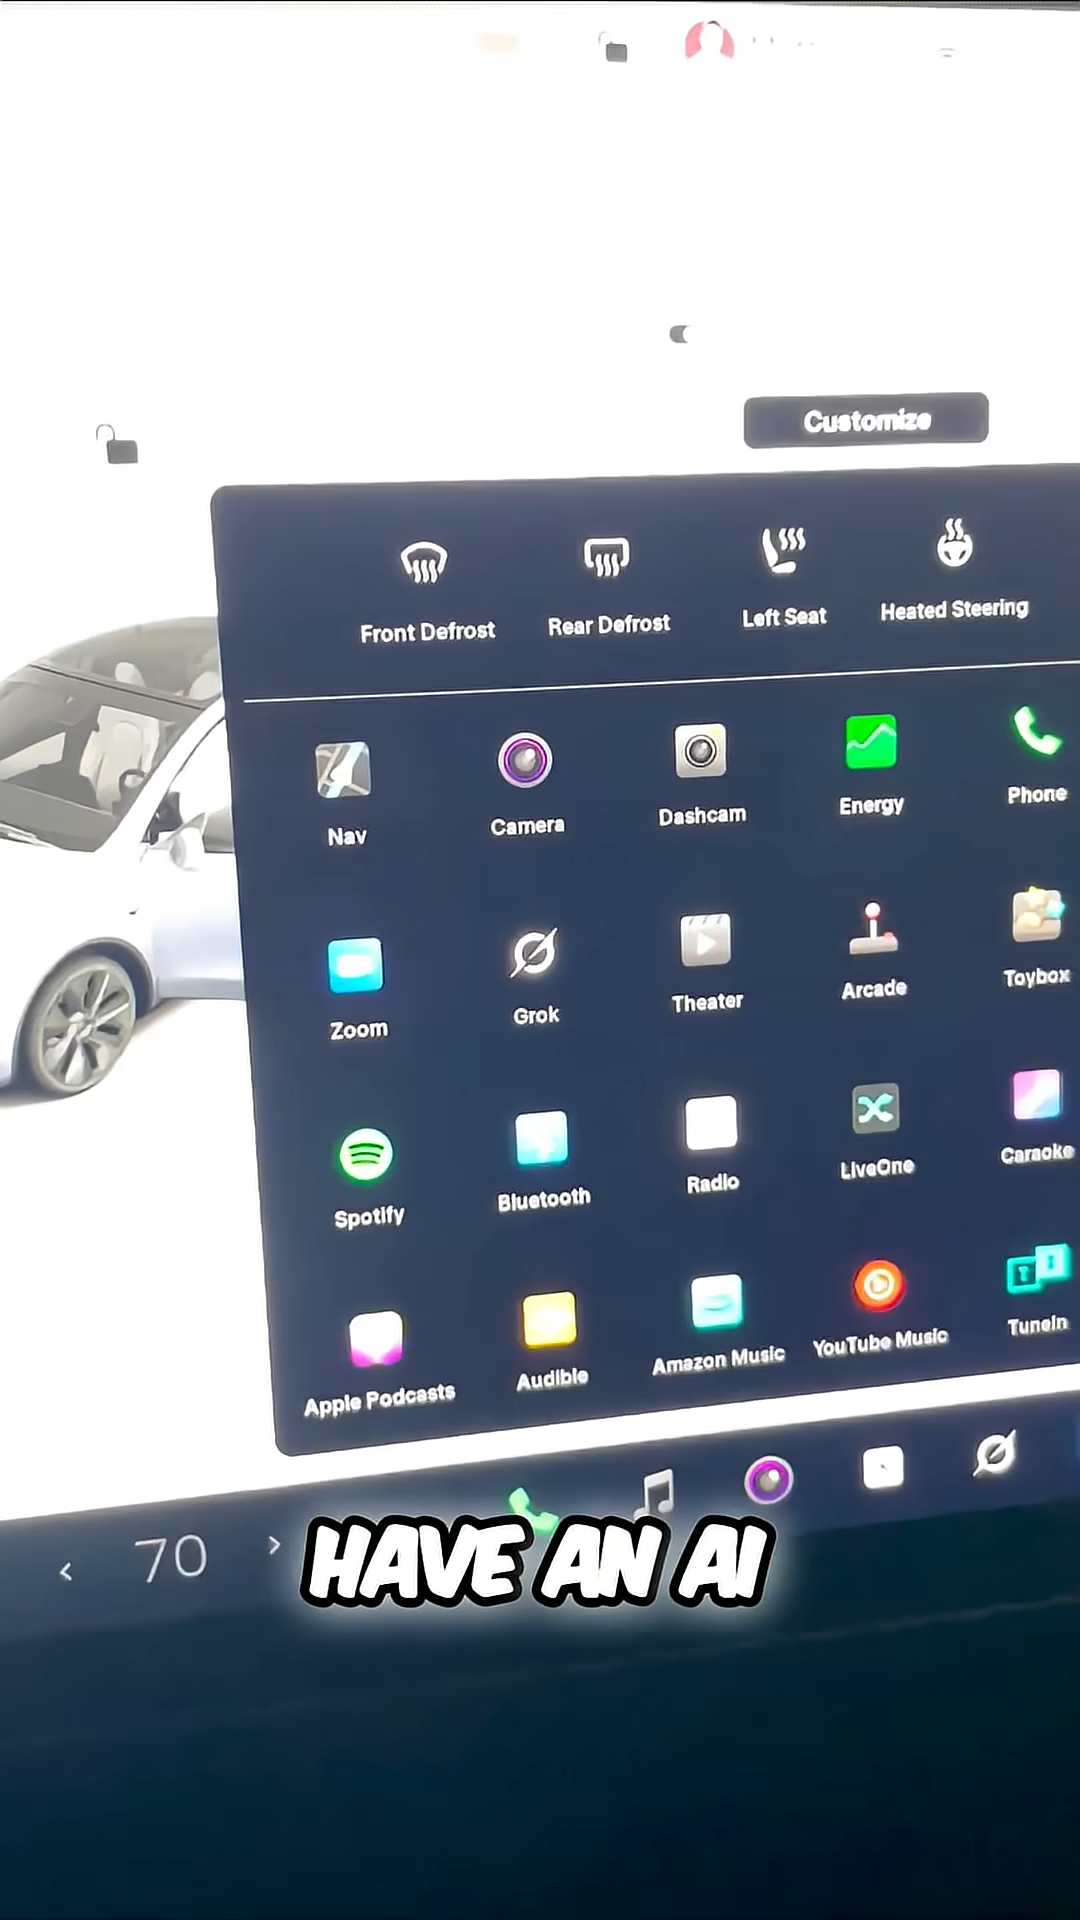 Customize
Front Defrost Rear Defrost Left Seat Heated Steering
Nav Camera Dashcam Energy Phone
Zoom Grok Theater Arcade Toybox
Spotify Bluetooth Radio LiveOne Caraoke
Apple Podcasts Audible Amazon Music YouTube Music TuneIn
< 70 >
HAVE AN AI